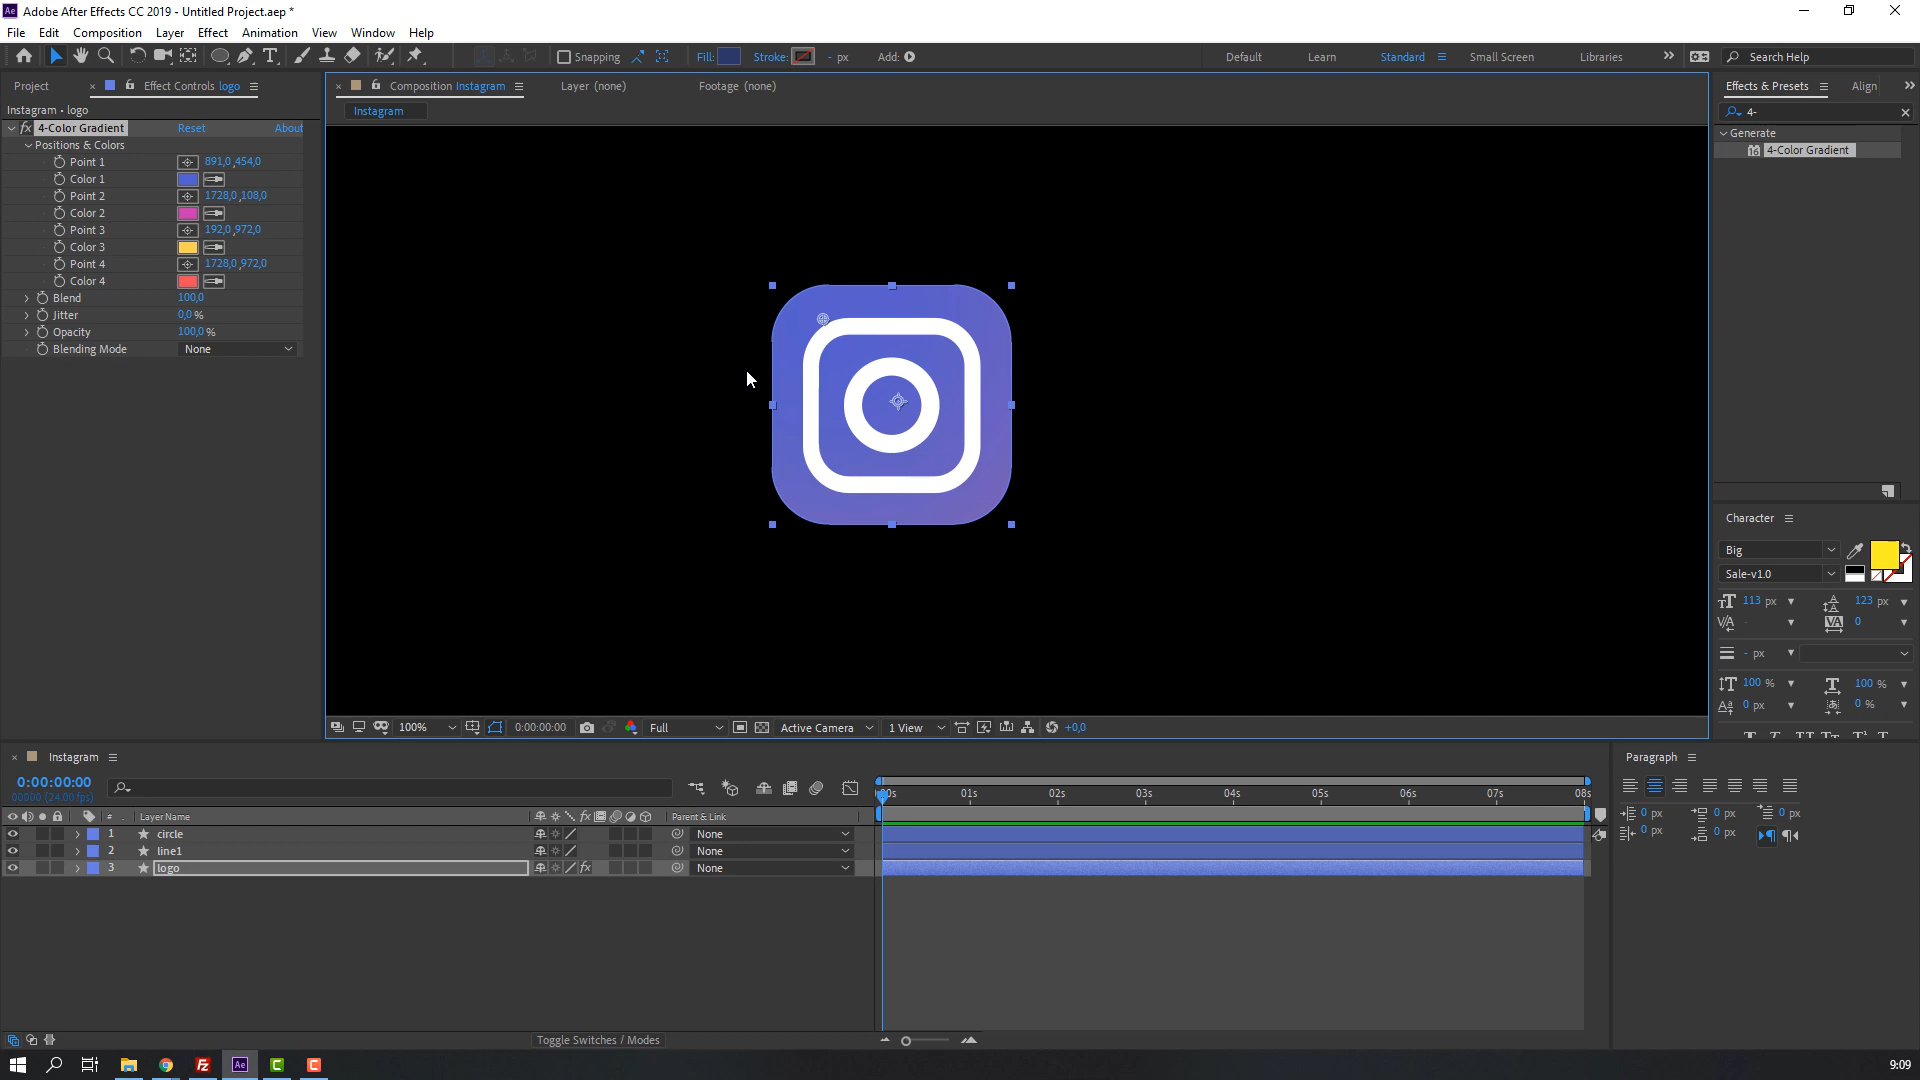 Adobe After Effects CC 2019 - Untitled Project.aep *
File Edit Composition Layer Effect Animation View Window Help
Snapping Fill: Stroke: - px Add: Default Learn Standard Small Screen Libraries Search Help
Project Effect Controls logo Composition Instagram Layer (none) Footage (none) Effects & Presets Align
Instagram • logo
Instagram
4-
fx 4-Color Gradient Reset About
Generate
Positions & Colors
4-Color Gradient
Point 1 891,0 ,454,0
Color 1
Point 2 1728,0 ,108,0
Color 2
Point 3 192,0 ,972,0
Color 3
Point 4 1728,0 ,972,0
Color 4
Blend 100,0
Jitter 0,0 %
Opacity 100,0 %
Blending Mode None
Character
Big
Sale-v1.0
113 px 123 px
- 0
- px
100 % 100 %
0 px 0 %
100% 0:00:00:00 Full Active Camera 1 View +0,0
Instagram
Paragraph
0:00:00:00
00000 (24.00 fps)
:00s 01s 02s 03s 04s 05s 06s 07s 08s
0 px 0 px 0 px
0 px 0 px
# Layer Name fx Parent & Link
1 circle None
2 line1 None
3 logo fx None
Toggle Switches / Modes
Fz Ae C C 9:09